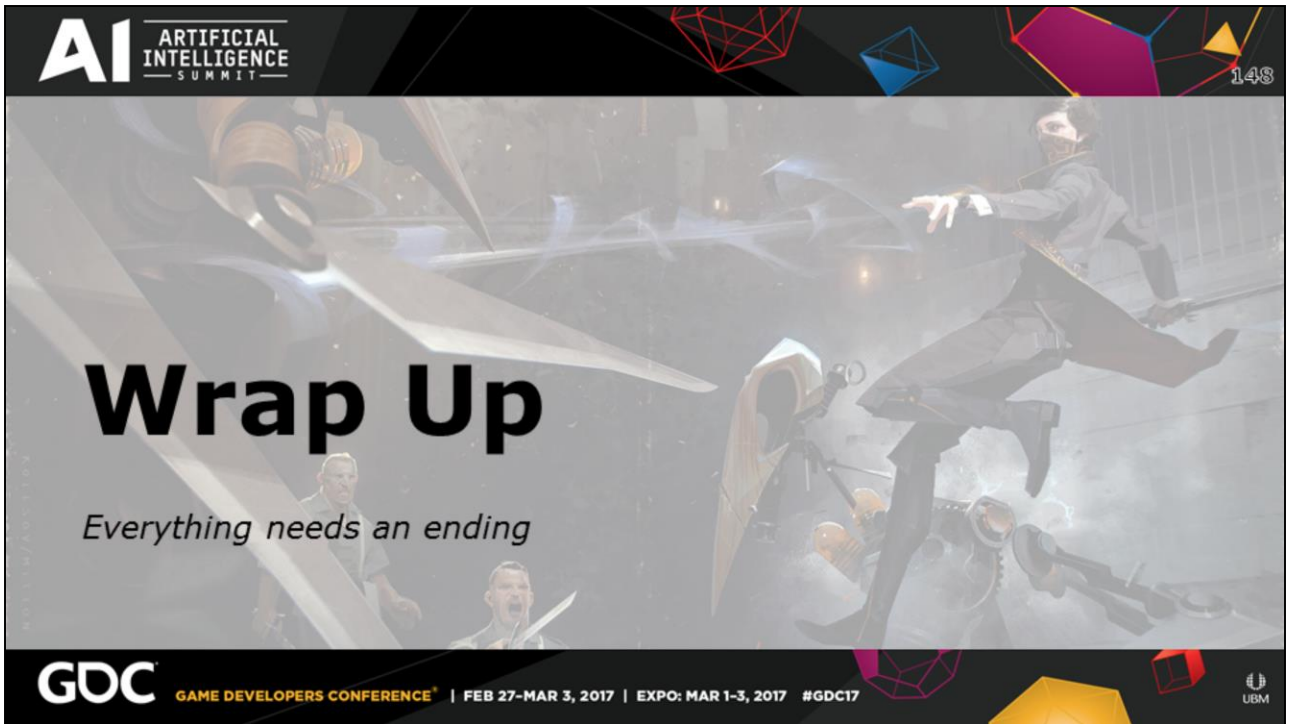 AI ARTIFICIAL
INTELLIGENCE
SUMMIT
148
Wrap Up
Everything needs an ending
GDC GAME DEVELOPERS CONFERENCE® | FEB 27-MAR 3, 2017 | EXPO: MAR 1-3, 2017 #GDC17
UBM